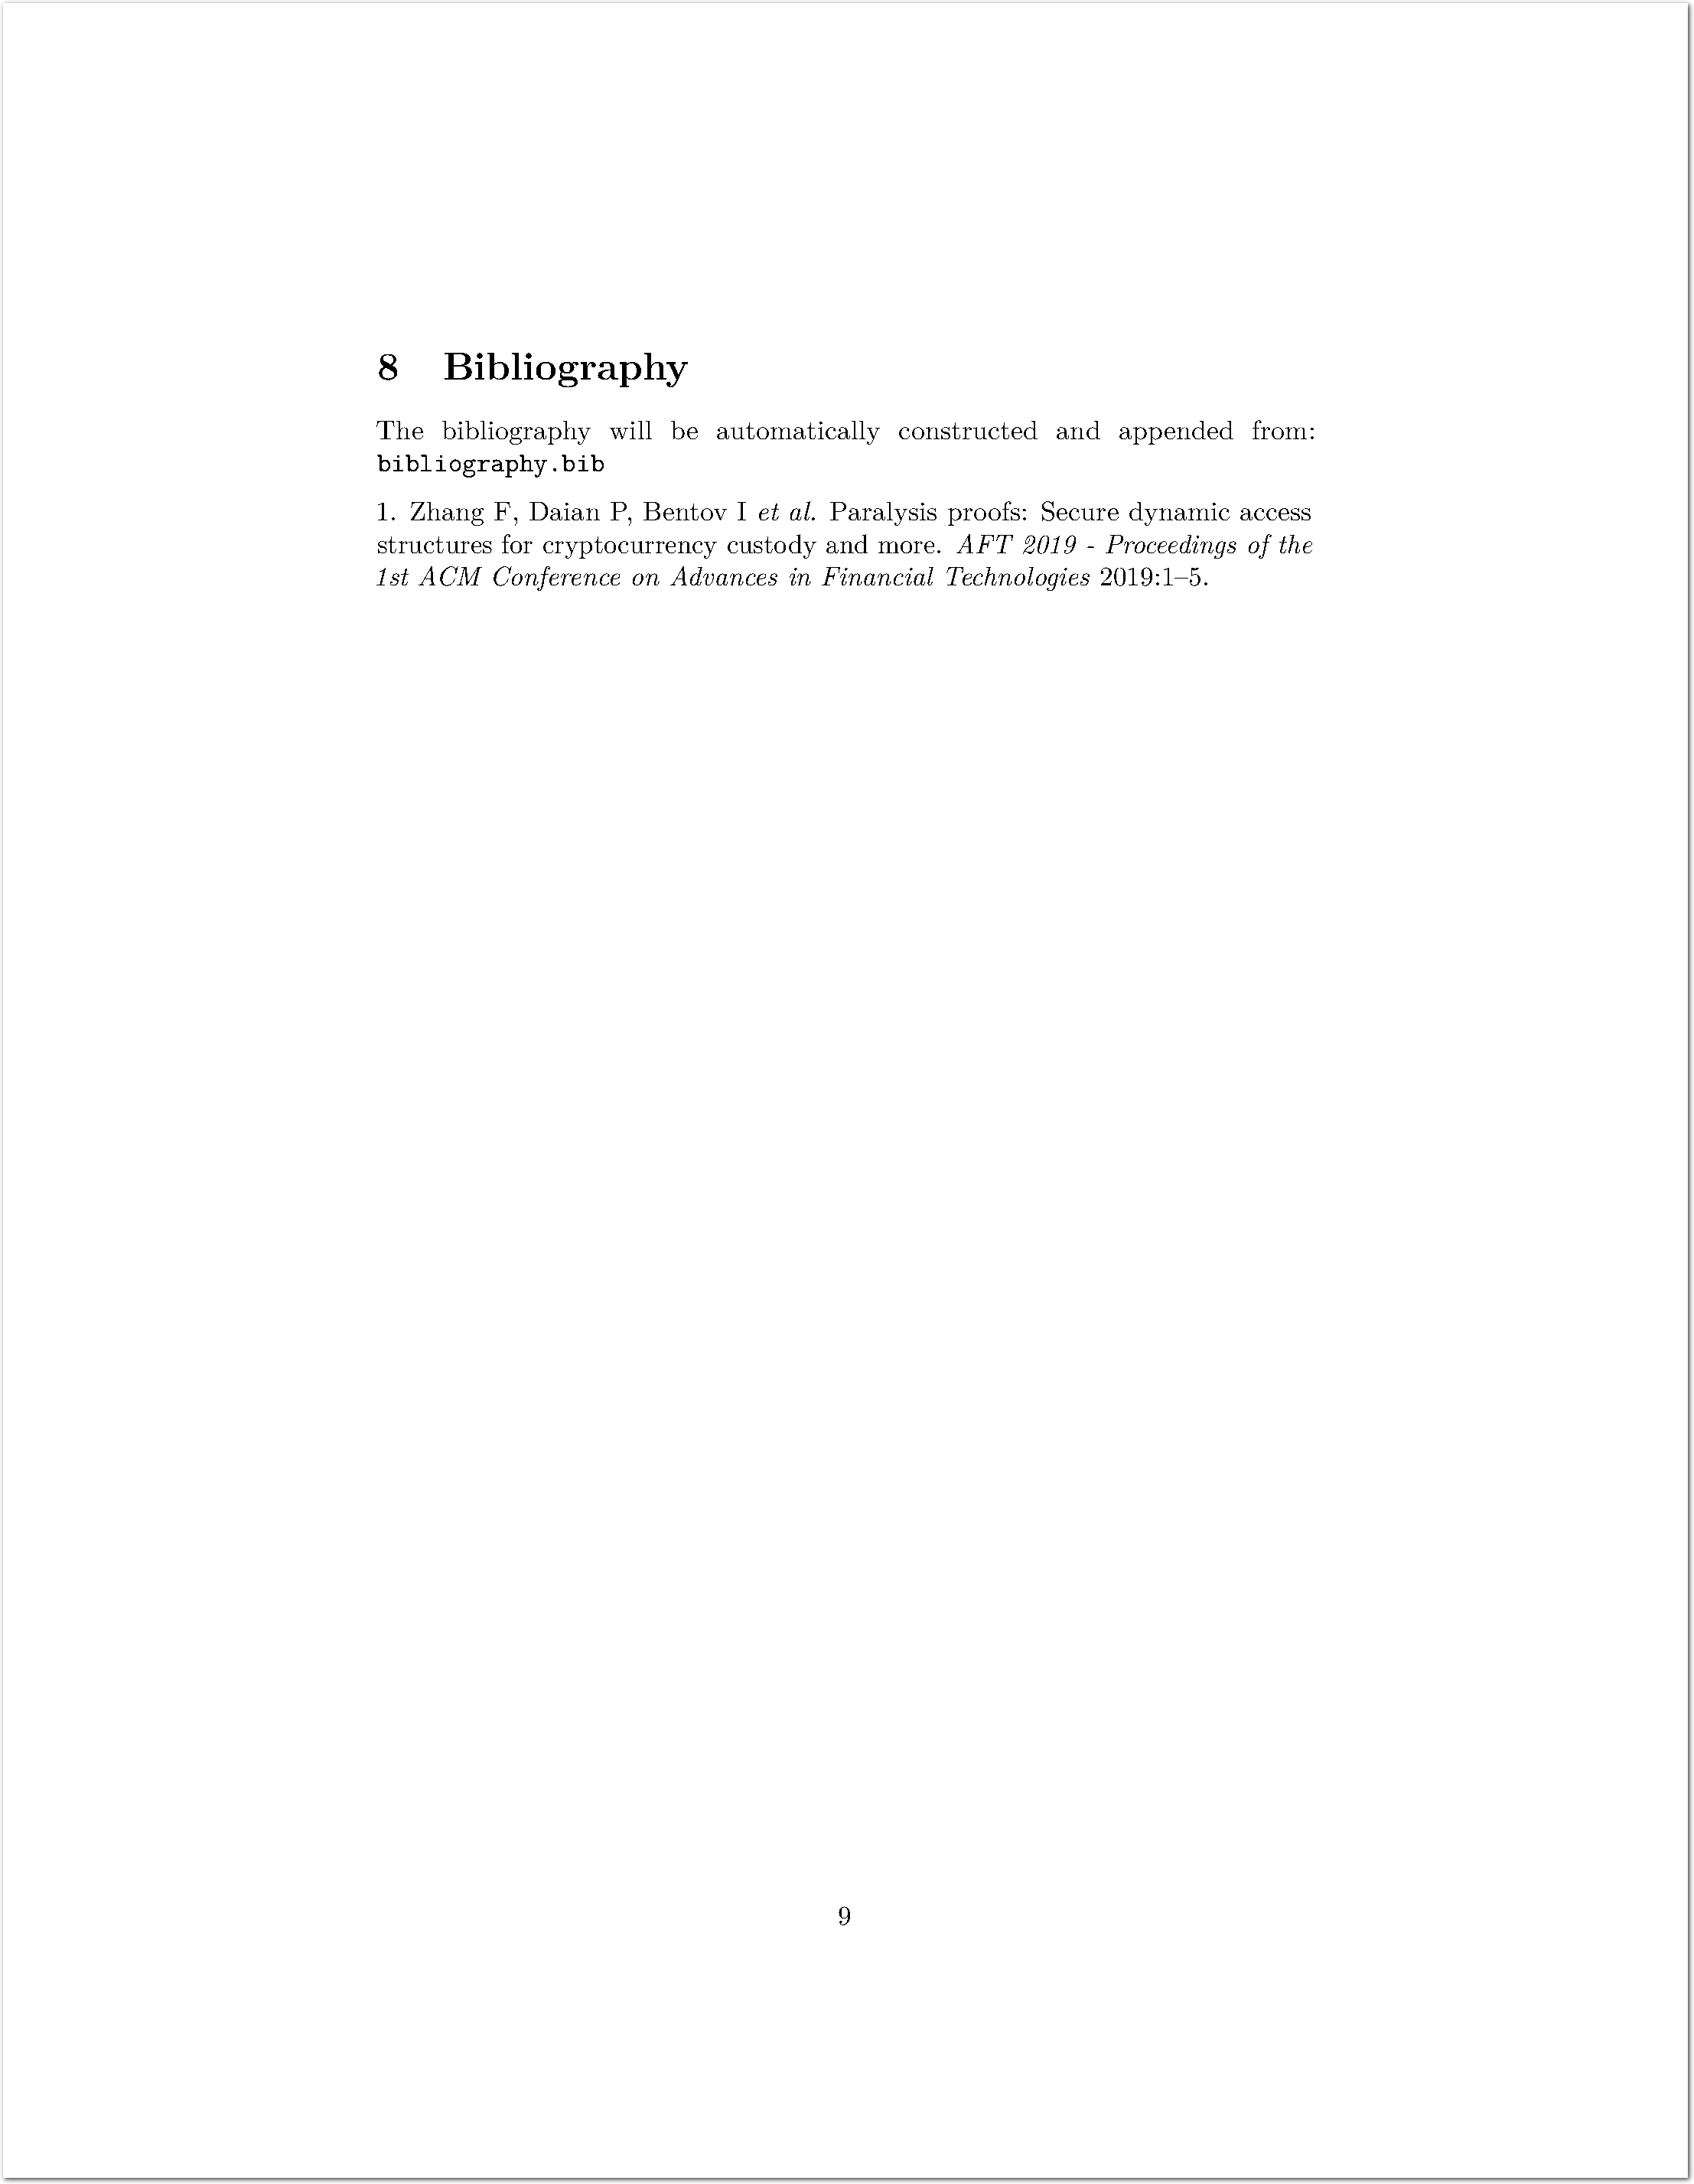 8 Bibliography
The bibliography will be automatically constructed and appended from:
bibliography.bib
1. Zhang F, Daian P, Bentov I et al. Paralysis proofs: Secure dynamic access
structures for cryptocurrency custody and more. AFT 2019 - Proceedings of the
1st ACM Conference on Advances in Financial Technologies 2019:1–5.
9